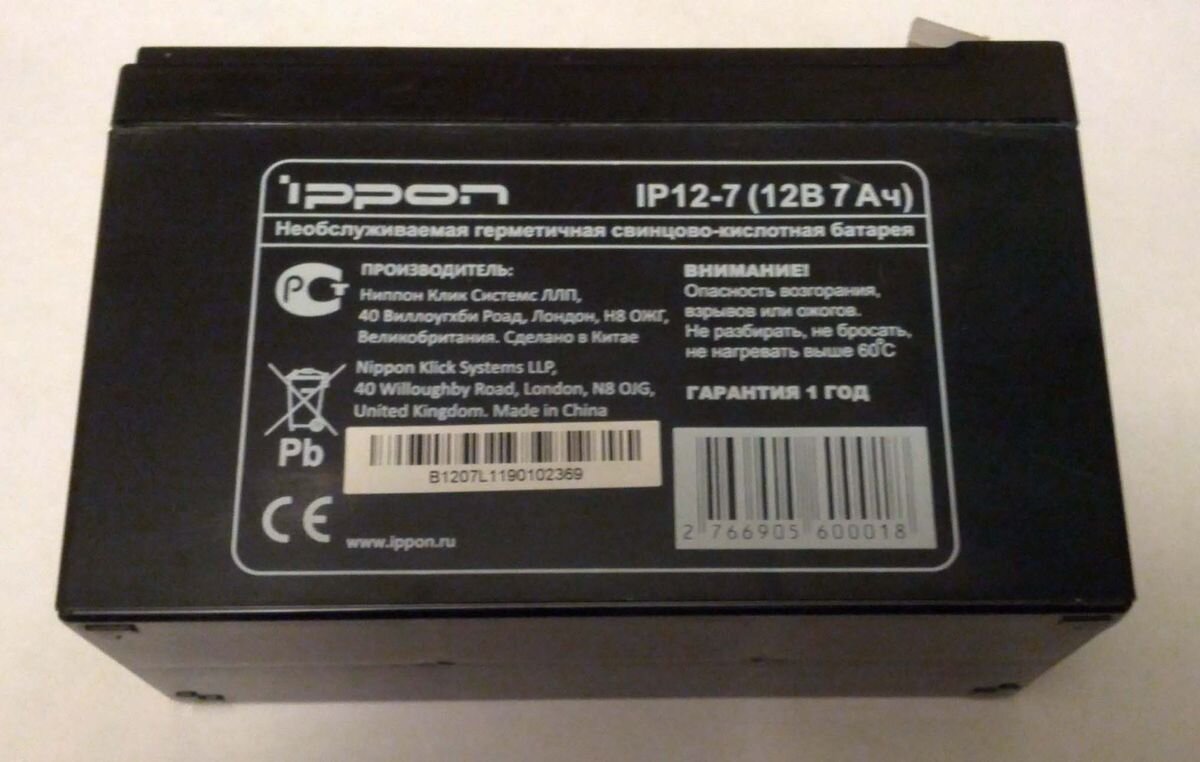 ippon IP12-7 (12В 7 Ач)
Необслуживаемая герметичная свинцово-кислотная батарея
РСТ
ПРОИЗВОДИТЕЛЬ:
Ниппон Клик Системс ЛЛП,
40 Виллоугхби Роад, Лондон, Н8 ОЖГ,
Великобритания. Сделано в Китае
Nippon Klick Systems LLP,
40 Willoughby Road, London, N8 OJG,
United Kingdom. Made in China
Pb
B1207L1190102369
CE
www.ippon.ru
ВНИМАНИЕ!
Опасность возгорания,
взрывов или ожогов.
Не разбирать, не бросать,
не нагревать выше 60°С
ГАРАНТИЯ 1 ГОД
2 766905 600018